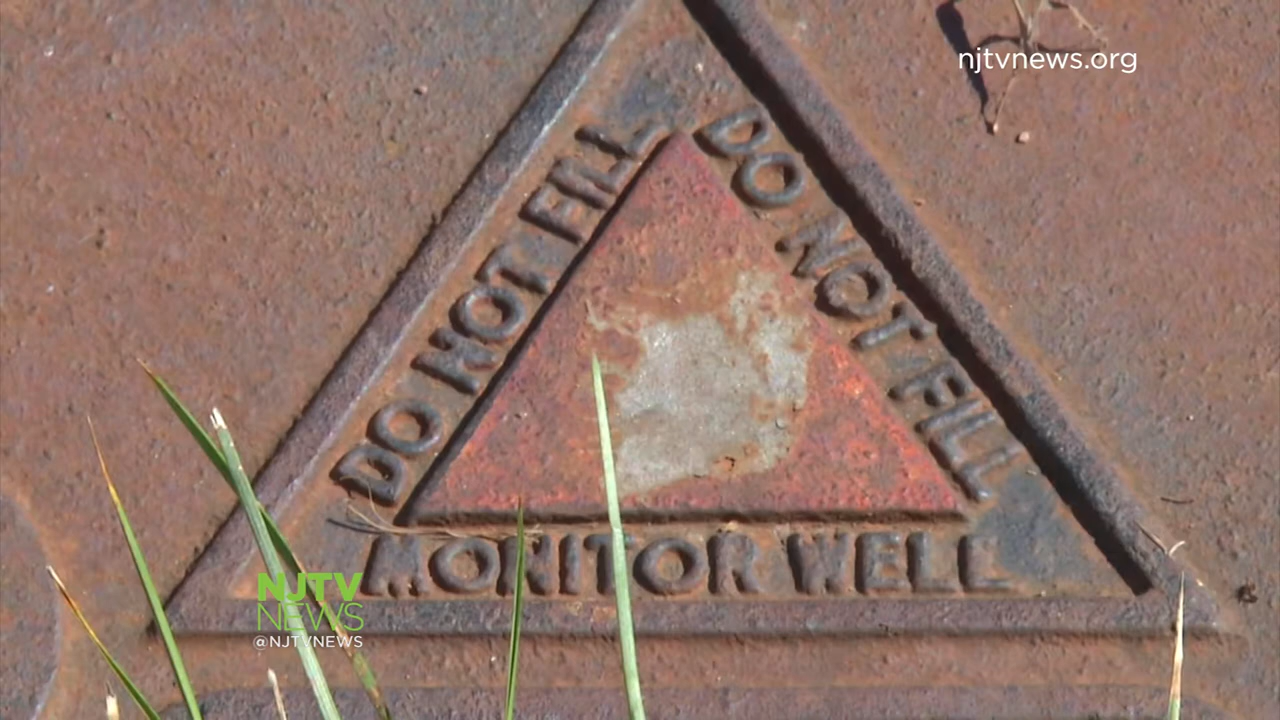 njtvnews.org
DO NOT FILL
DO NOT FILL
MONITOR WELL
NJTV
NEWS
@NJTVNEWS